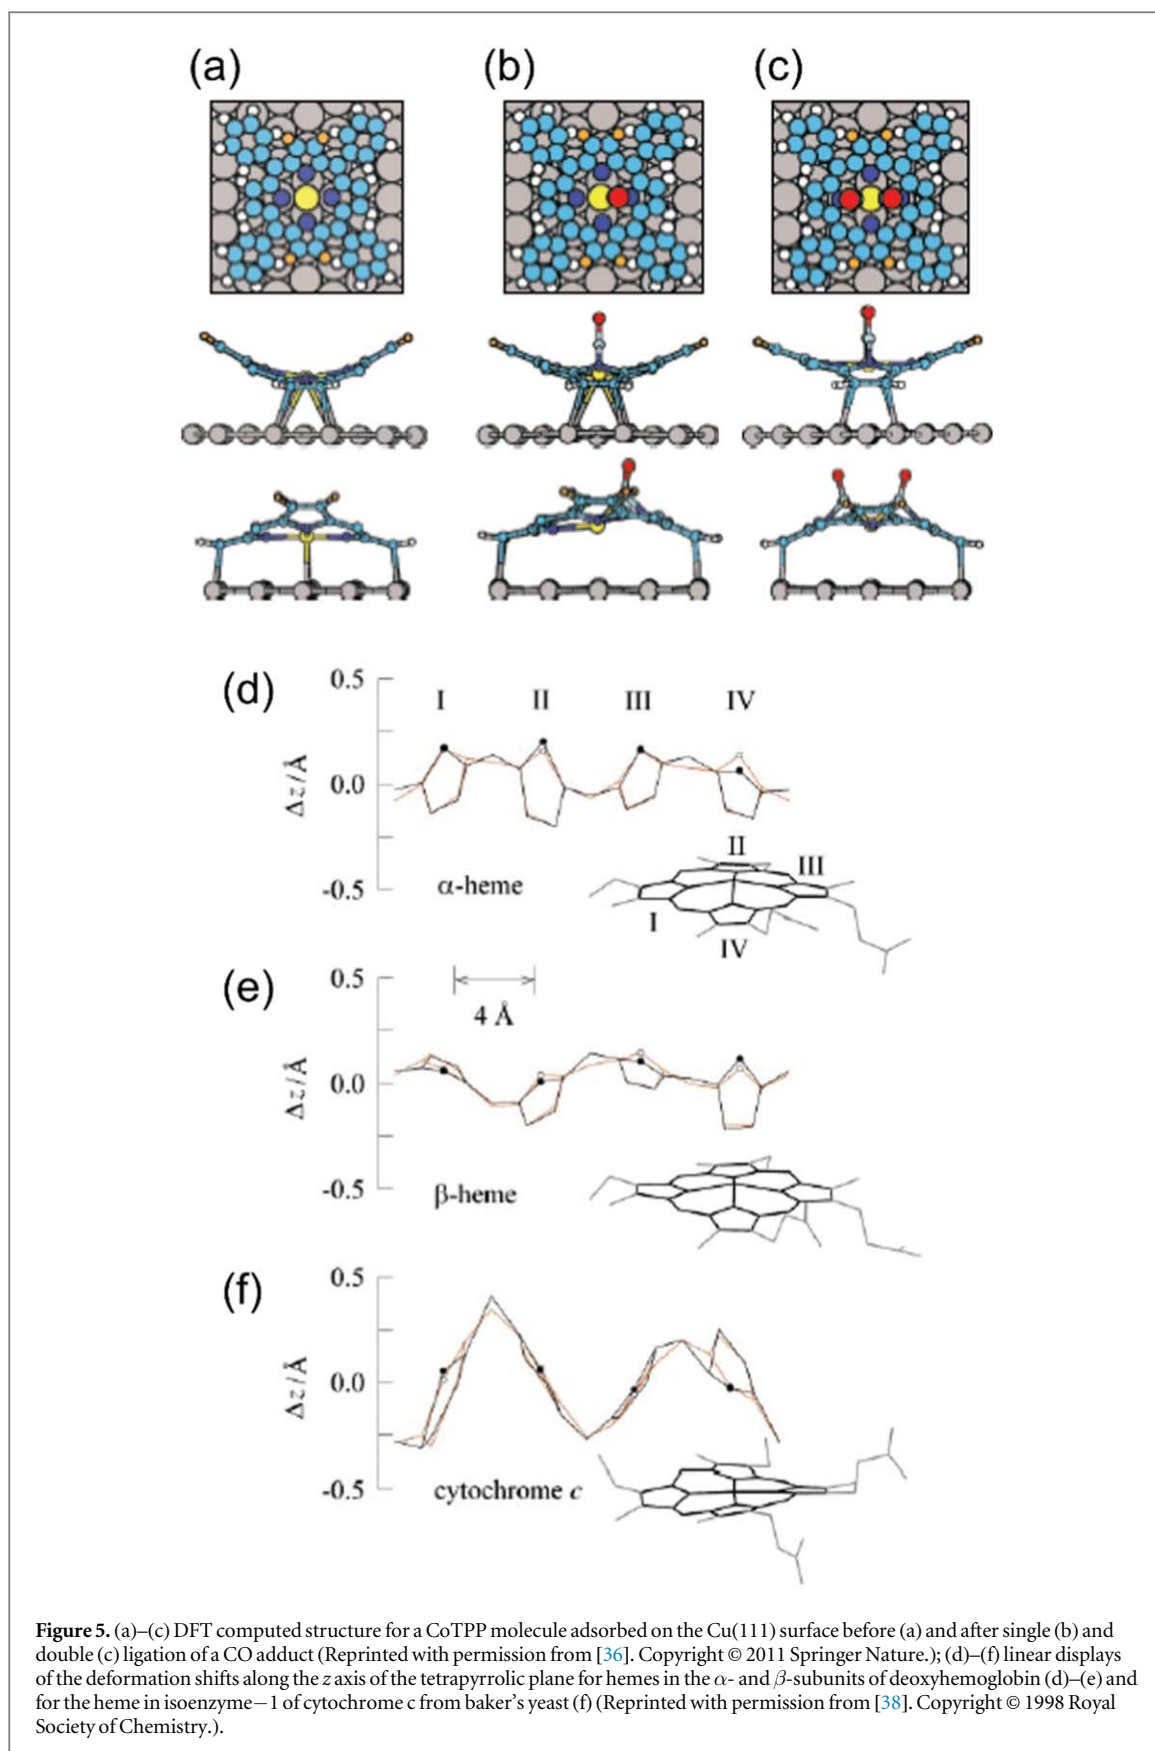 (a) (b) (c)
(d) 0.5 I II III IV
0.0
Δz/Å
-0.5 α-heme
II
III
I
IV
(e) 0.5
4 Å
0.0
Δz/Å
-0.5 β-heme
(f) 0.5
0.0
Δz/Å
-0.5 cytochrome c
Figure 5. (a)–(c) DFT computed structure for a CoTPP molecule adsorbed on the Cu(111) surface before (a) and after single (b) and
double (c) ligation of a CO adduct (Reprinted with permission from [36]. Copyright © 2011 Springer Nature.); (d)–(f) linear displays
of the deformation shifts along the z axis of the tetrapyrrolic plane for hemes in the α- and β-subunits of deoxyhemoglobin (d)–(e) and
for the heme in isoenzyme−1 of cytochrome c from baker's yeast (f) (Reprinted with permission from [38]. Copyright © 1998 Royal
Society of Chemistry.).